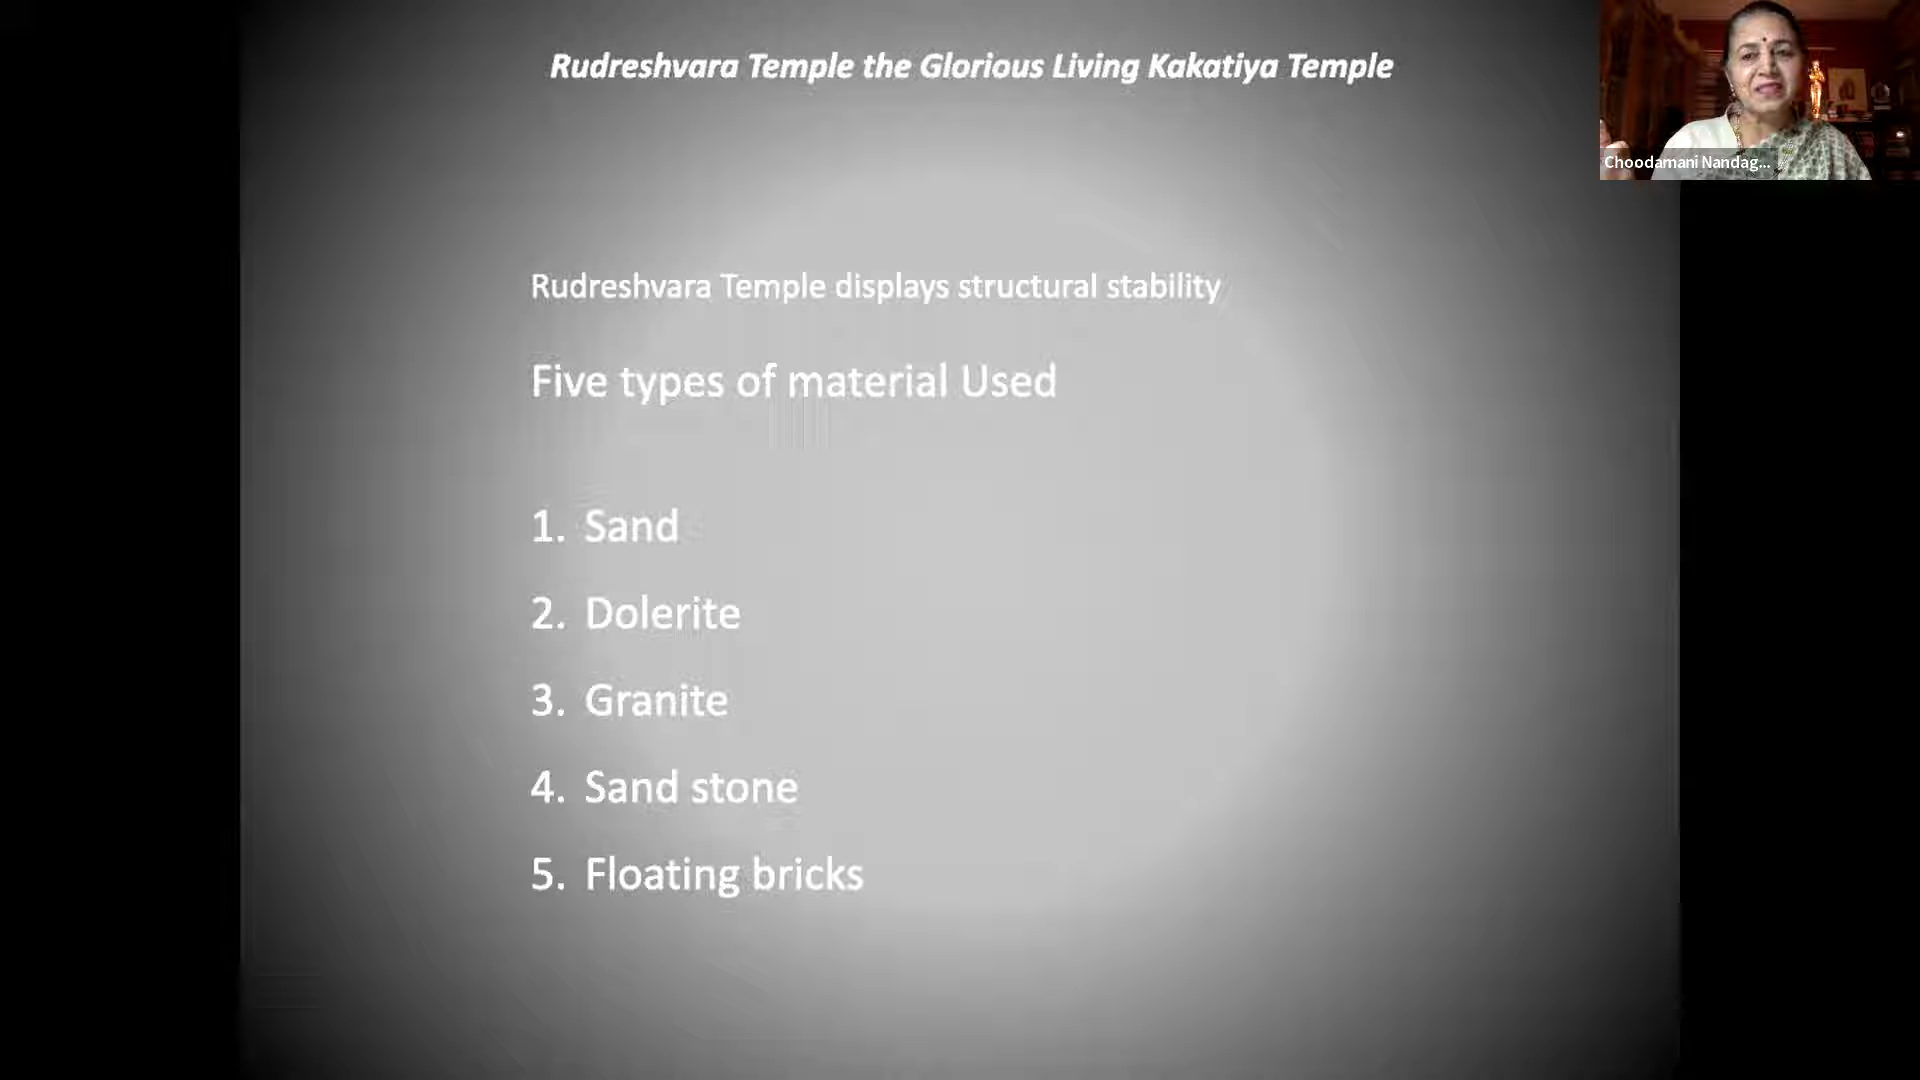 Rudreshvara Temple the Glorious Living Kakatiya Temple
Choodamani Nandag...
Rudreshvara Temple displays structural stability
Five types of material Used
1. Sand
2. Dolerite
3. Granite
4. Sand stone
5. Floating bricks